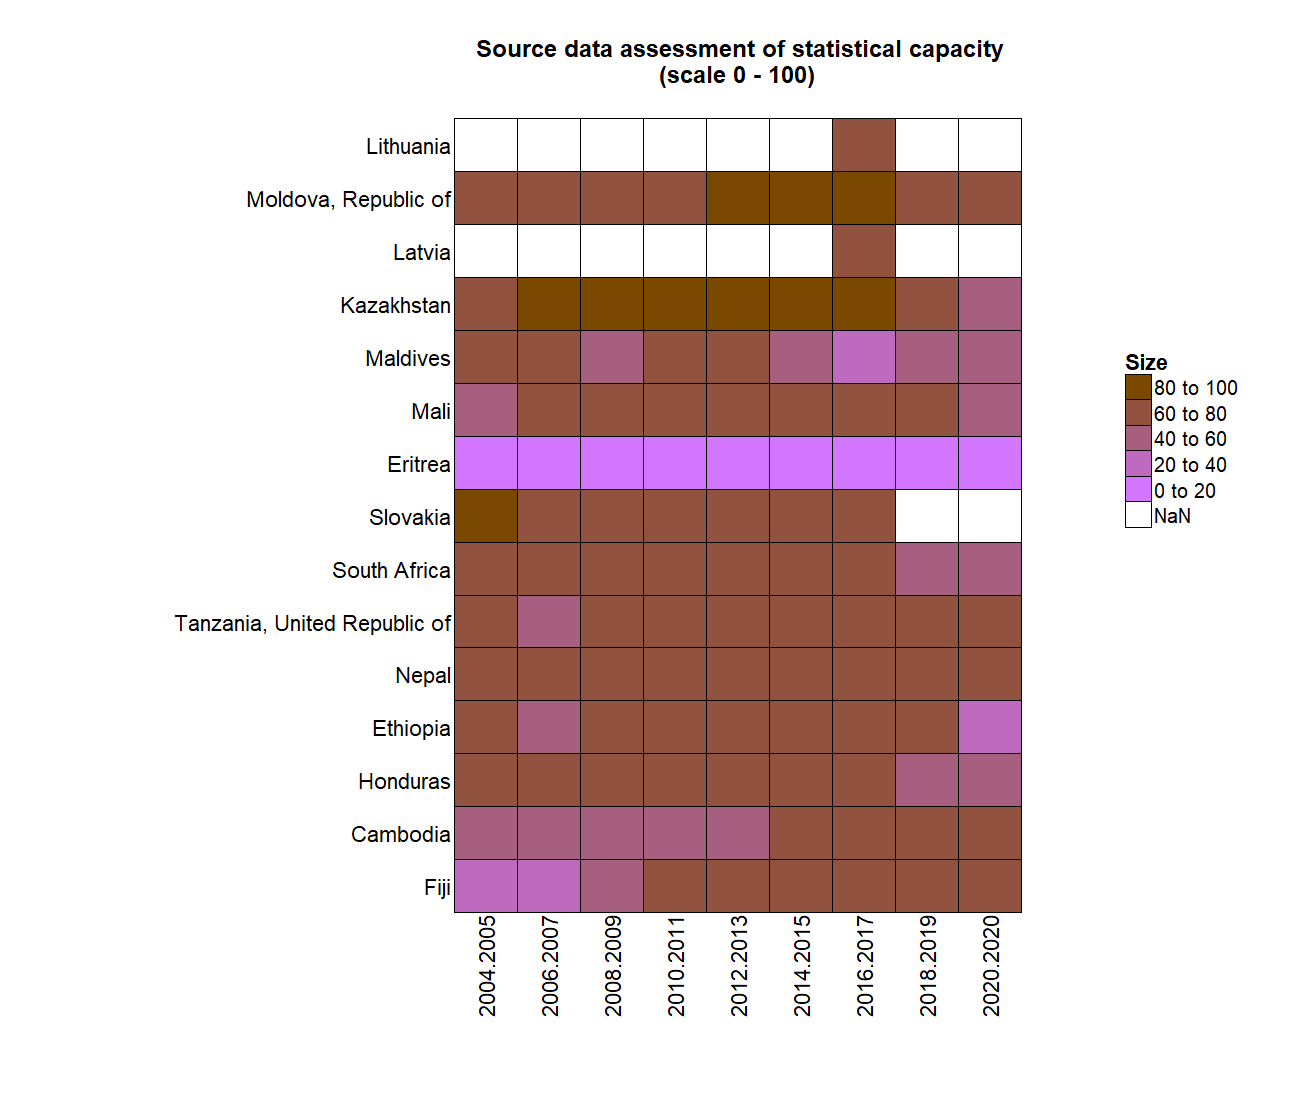 Source data assessment of statistical capacity
(scale 0 - 100)
Lithuania
Moldova, Republic of
Latvia
Kazakhstan
Maldives
Mali
Eritrea
Slovakia
South Africa
Tanzania, United Republic of
Nepal
Ethiopia
Honduras
Cambodia
Fiji
2004.2005
2006.2007
2008.2009
2010.2011
2012.2013
2014.2015
2016.2017
2018.2019
2020.2020
Size
80 to 100
60 to 80
40 to 60
20 to 40
0 to 20
NaN